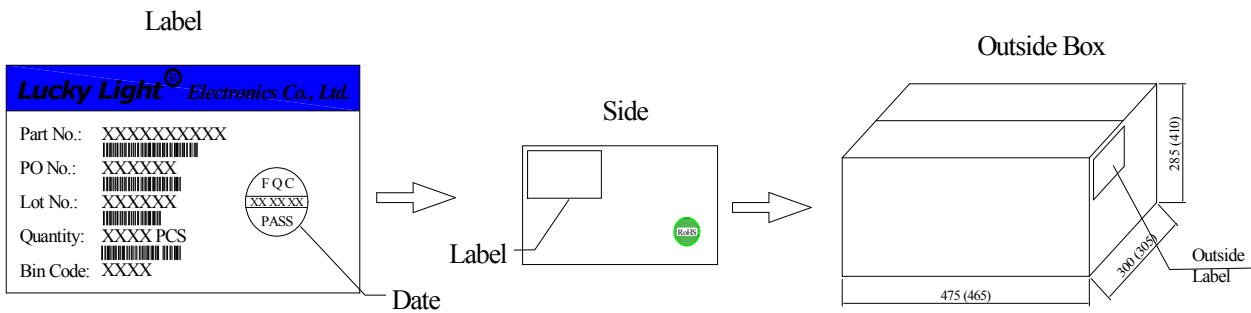 Label
Lucky Light® Electronics Co., Ltd.
Part No.: XXXXXXXXXX
PO No.: XXXXXX
Lot No.: XXXXXX
Quantity: XXXX PCS
Bin Code: XXXX
F Q C
XX XX XX
PASS
Date
Side
Label
RoHS
Outside Box
285 (410)
300 (305)
475 (465)
Outside
Label